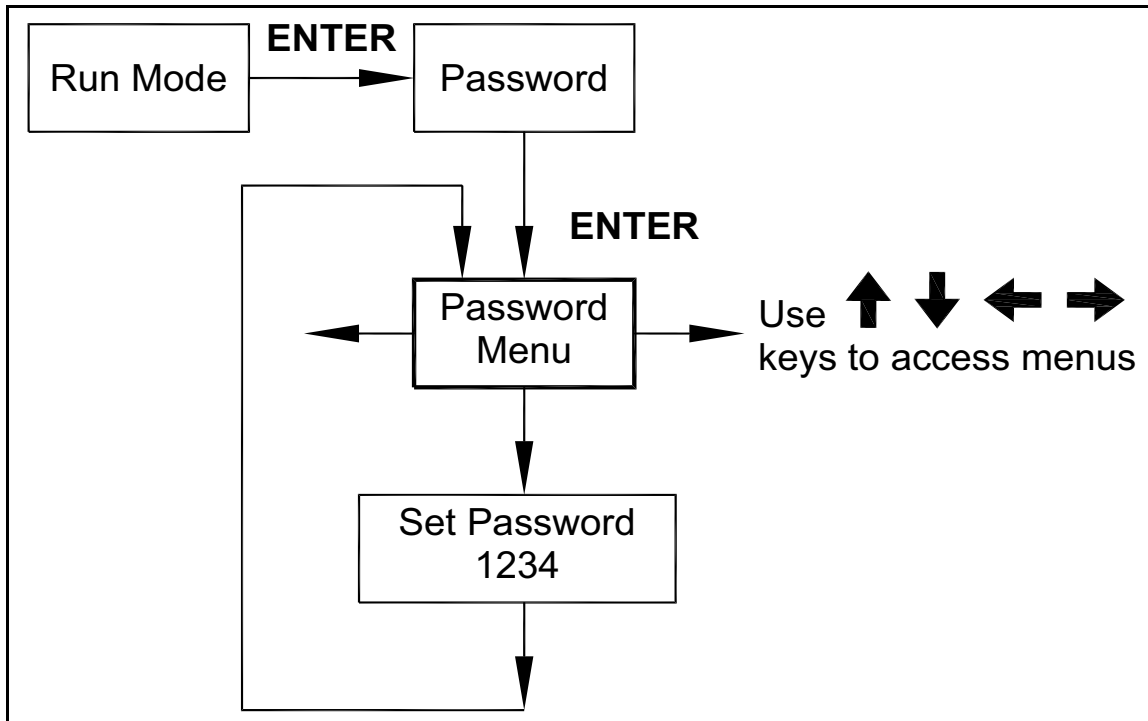 Run Mode
ENTER
Password
ENTER
Password
Menu
Use
keys to access menus
Set Password
1234